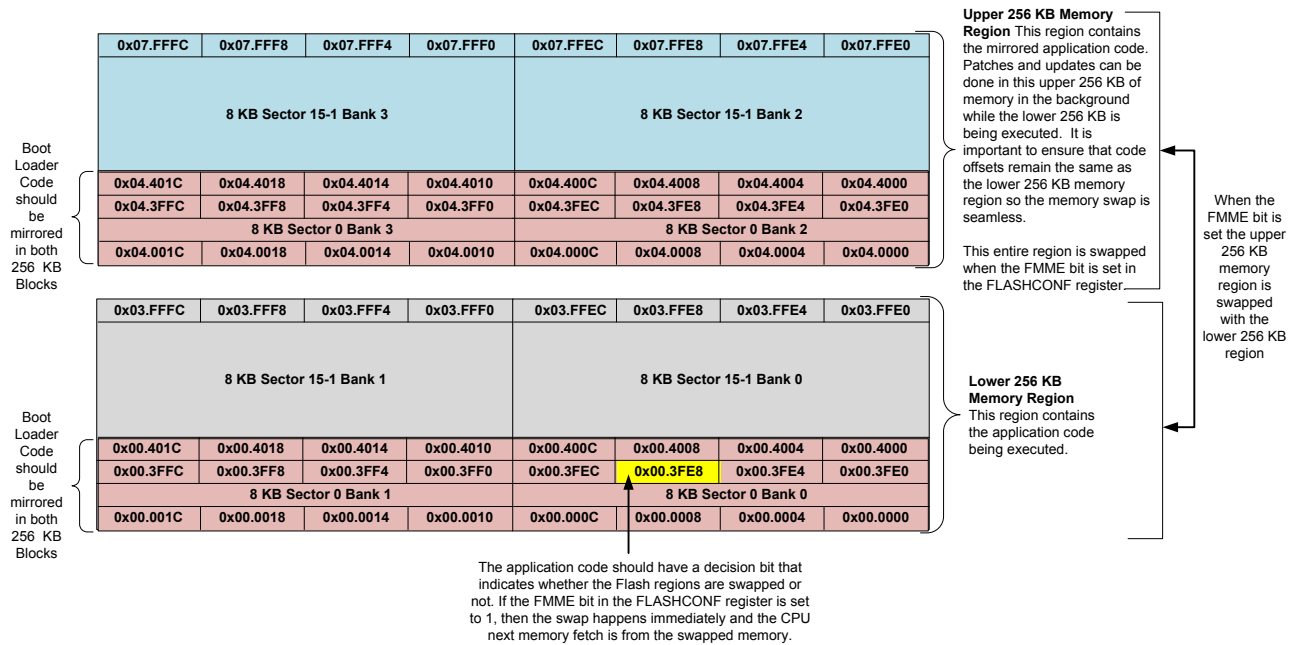 Upper 256 KB Memory
Region This region contains
the mirrored application code.
Patches and updates can be
done in this upper 256 KB of
memory in the background
while the lower 256 KB is
being executed. It is
important to ensure that code
offsets remain the same as
the lower 256 KB memory
region so the memory swap is
seamless.
This entire region is swapped
when the FMME bit is set in
the FLASHCONF register.
0x07.FFFC 0x07.FFF8 0x07.FFF4 0x07.FFF0 0x07.FFEC 0x07.FFE8 0x07.FFE4 0x07.FFE0
8 KB Sector 15-1 Bank 3 8 KB Sector 15-1 Bank 2
0x04.401C 0x04.4018 0x04.4014 0x04.4010 0x04.400C 0x04.4008 0x04.4004 0x04.4000
0x04.3FFC 0x04.3FF8 0x04.3FF4 0x04.3FF0 0x04.3FEC 0x04.3FE8 0x04.3FE4 0x04.3FE0
8 KB Sector 0 Bank 3 8 KB Sector 0 Bank 2
0x04.001C 0x04.0018 0x04.0014 0x04.0010 0x04.000C 0x04.0008 0x04.0004 0x04.0000
Boot
Loader
Code
should
be
mirrored
in both
256 KB
Blocks
When the
FMME bit is
set the upper
256 KB
memory
region is
swapped
with the
lower 256 KB
region
0x03.FFFC 0x03.FFF8 0x03.FFF4 0x03.FFF0 0x03.FFEC 0x03.FFE8 0x03.FFE4 0x03.FFE0
8 KB Sector 15-1 Bank 1 8 KB Sector 15-1 Bank 0
0x00.401C 0x00.4018 0x00.4014 0x00.4010 0x00.400C 0x00.4008 0x00.4004 0x00.4000
0x00.3FFC 0x00.3FF8 0x00.3FF4 0x00.3FF0 0x00.3FEC 0x00.3FE8 0x00.3FE4 0x00.3FE0
8 KB Sector 0 Bank 1 8 KB Sector 0 Bank 0
0x00.001C 0x00.0018 0x00.0014 0x00.0010 0x00.000C 0x00.0008 0x00.0004 0x00.0000
Boot
Loader
Code
should
be
mirrored
in both
256 KB
Blocks
Lower 256 KB
Memory Region
This region contains
the application code
being executed.
The application code should have a decision bit that
indicates whether the Flash regions are swapped or
not. If the FMME bit in the FLASHCONF register is set
to 1, then the swap happens immediately and the CPU
next memory fetch is from the swapped memory.